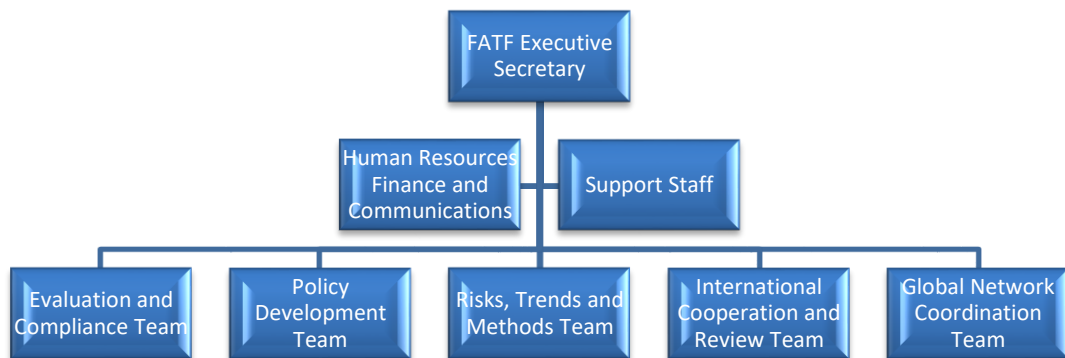 FATF Executive
Secretary
Human Resources
Finance and
Communications
Support Staff
Evaluation and
Compliance Team
Policy
Development
Team
Risks, Trends and
Methods Team
International
Cooperation and
Review Team
Global Network
Coordination
Team